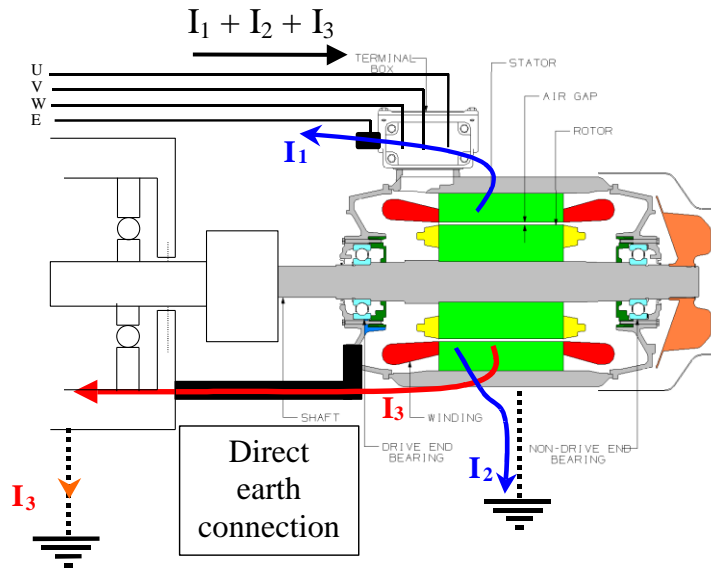 I₁ + I₂ + I₃
TERMINAL
BOX
STATOR
U
V
AIR GAP
W
E
ROTOR
I₁
I₃
SHAFT
WINDING
DRIVE END
BEARING
NON-DRIVE END
BEARING
Direct
earth
connection
I₂
I₃